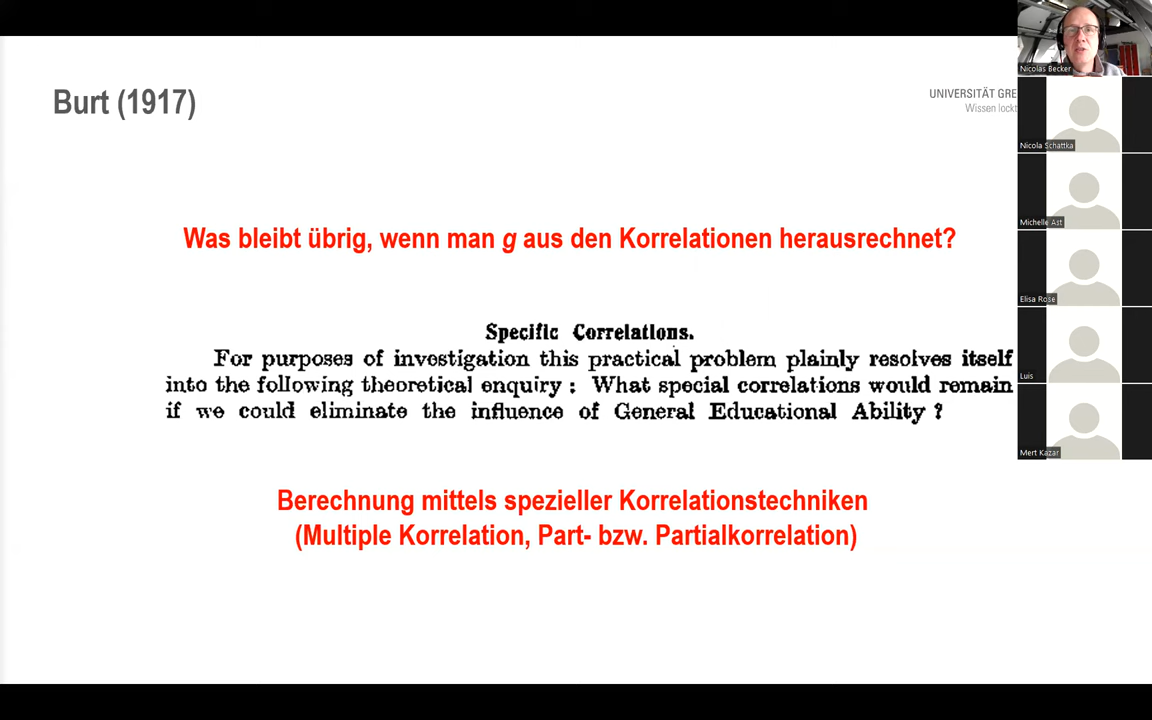 Burt (1917)
UNIVERSITÄT GRE
Wissen lockt
Was bleibt übrig, wenn man g aus den Korrelationen herausrechnet?
Specific Correlations.
For purposes of investigation this practical problem plainly resolves itself
into the following theoretical enquiry : What special correlations would remain
if we could eliminate the influence of General Educational Ability ?
Berechnung mittels spezieller Korrelationstechniken
(Multiple Korrelation, Part- bzw. Partialkorrelation)
Nicolas Becker
Nicola Schattka
Michelle Ast
Elisa Rose
Luis
Mert Kazar